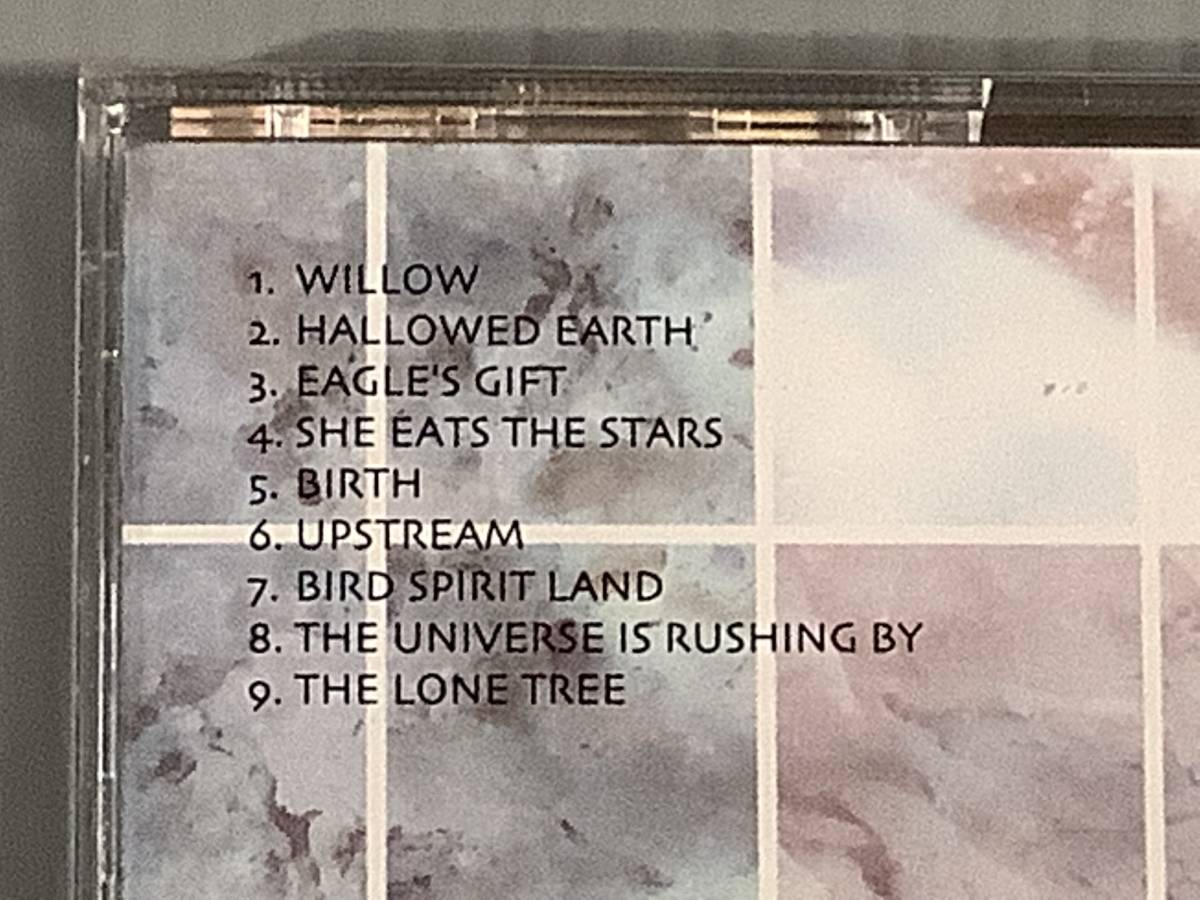 1. WILLOW
2. HALLOWED EARTH
3. EAGLE'S GIFT
4. SHE EATS THE STARS
5. BIRTH
6. UPSTREAM
7. BIRD SPIRIT LAND
8. THE UNIVERSE IS RUSHING BY
9. THE LONE TREE